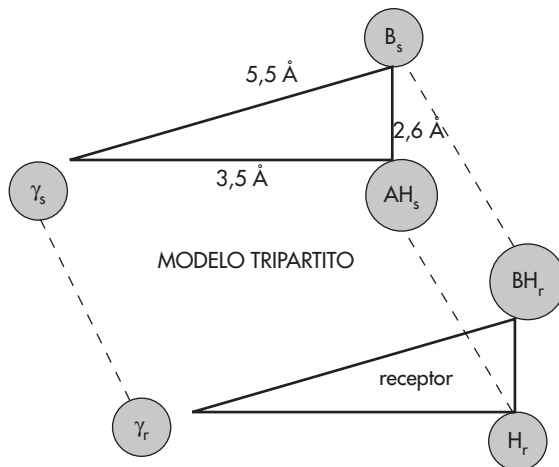 B_s
5,5 Å
2,6 Å
3,5 Å
γ_s
AH_s
MODELO TRIPARTITO
BH_r
receptor
γ_r
H_r